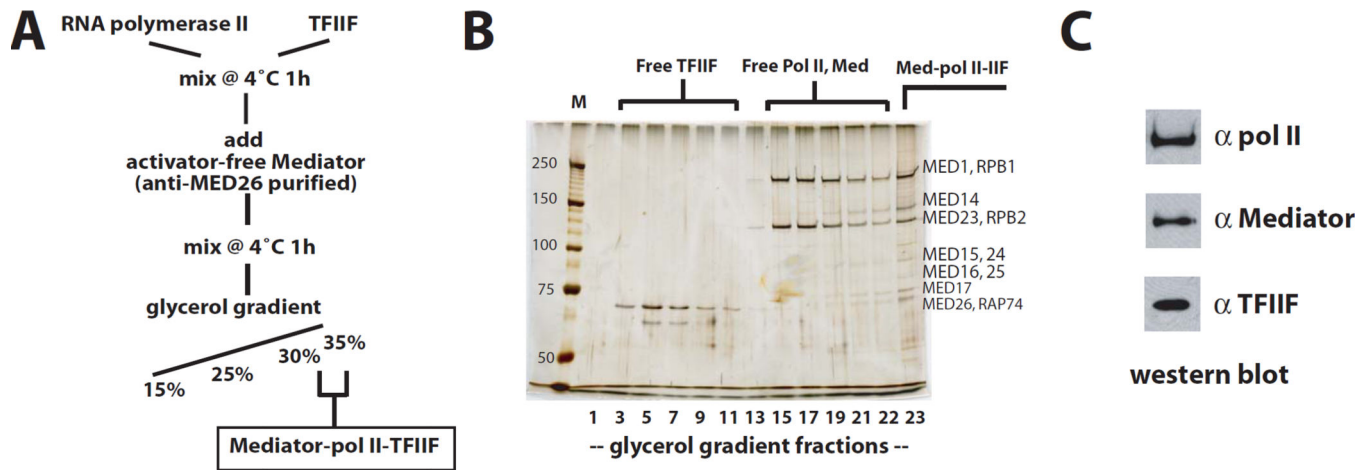 A
RNA polymerase II
TFIIF
mix @ 4˚C 1h
add
activator-free Mediator
(anti-MED26 purified)
mix @ 4˚C 1h
glycerol gradient
15%
25%
30%
35%
Mediator-pol II-TFIIF
B
Free TFIIF
Free Pol II, Med
Med-pol II-IIF
M
250
150
100
75
50
MED1, RPB1
MED14
MED23, RPB2
MED15, 24
MED16, 25
MED17
MED26, RAP74
1 3 5 7 9 11 13 15 17 19 21 22 23
-- glycerol gradient fractions --
C
α pol II
α Mediator
α TFIIF
western blot